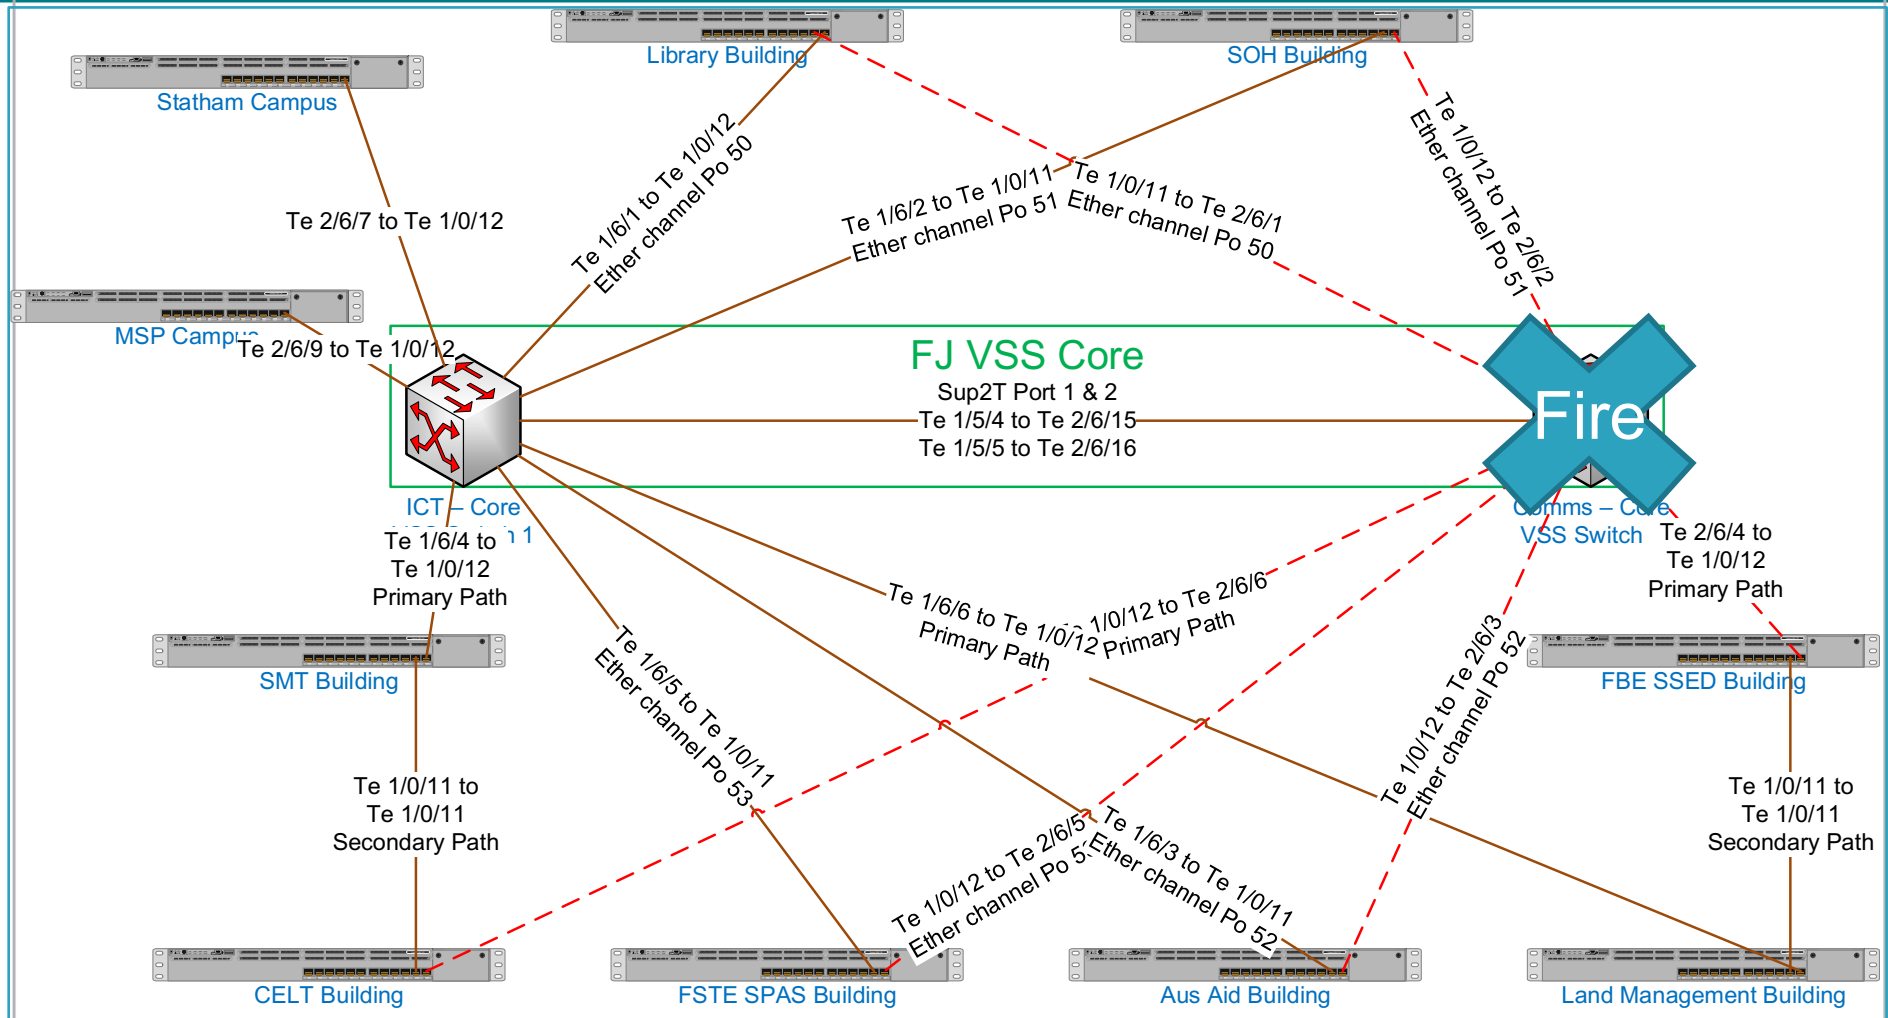 Library Building
SOH Building
Statham Campus
Te 1/6/1 to Te 1/0/12
Ether channel Po 50
Te 1/6/2 to Te 1/0/11
Ether channel Po 51
Te 1/0/11 to Te 2/6/1
Ether channel Po 50
Te 1/0/12 to Te 2/6/2
Ether channel Po 51
Te 2/6/7 to Te 1/0/12
MSP Campus
Te 2/6/9 to Te 1/0/12
FJ VSS Core
Sup2T Port 1 & 2
Te 1/5/4 to Te 2/6/15
Te 1/5/5 to Te 2/6/16
Fire
ICT – Core
1
Comms – Core
VSS Switch
Te 1/6/4 to
Te 1/0/12
Primary Path
Te 2/6/4 to
Te 1/0/12
Primary Path
Te 1/6/6 to Te 1/0/12
Primary Path
1/0/12 to Te 2/6/6
Primary Path
Te 1/6/5 to Te 1/0/11
Ether channel Po 53
Te 1/0/12 to Te 2/6/3
Ether channel Po 52
SMT Building
FBE SSED Building
Te 1/0/11 to
Te 1/0/11
Secondary Path
Te 1/0/11 to
Te 1/0/11
Secondary Path
Te 1/0/12 to Te 2/6/5
Ether channel Po
Te 1/6/3 to Te 1/0/11
Ether channel Po 52
CELT Building
FSTE SPAS Building
Aus Aid Building
Land Management Building